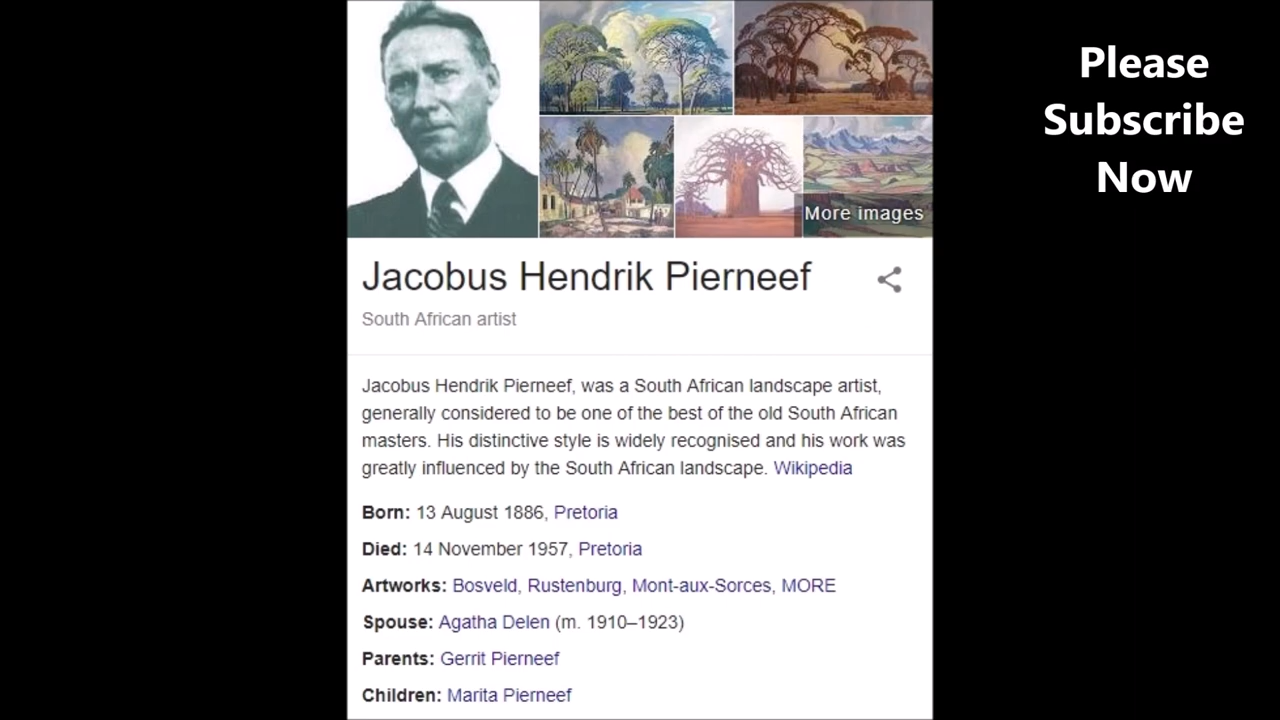 Please
Subscribe
Now
More images
Jacobus Hendrik Pierneef
South African artist
Jacobus Hendrik Pierneef, was a South African landscape artist,
generally considered to be one of the best of the old South African
masters. His distinctive style is widely recognised and his work was
greatly influenced by the South African landscape. Wikipedia
Born: 13 August 1886, Pretoria
Died: 14 November 1957, Pretoria
Artworks: Bosveld, Rustenburg, Mont-aux-Sorces, MORE
Spouse: Agatha Delen (m. 1910–1923)
Parents: Gerrit Pierneef
Children: Marita Pierneef